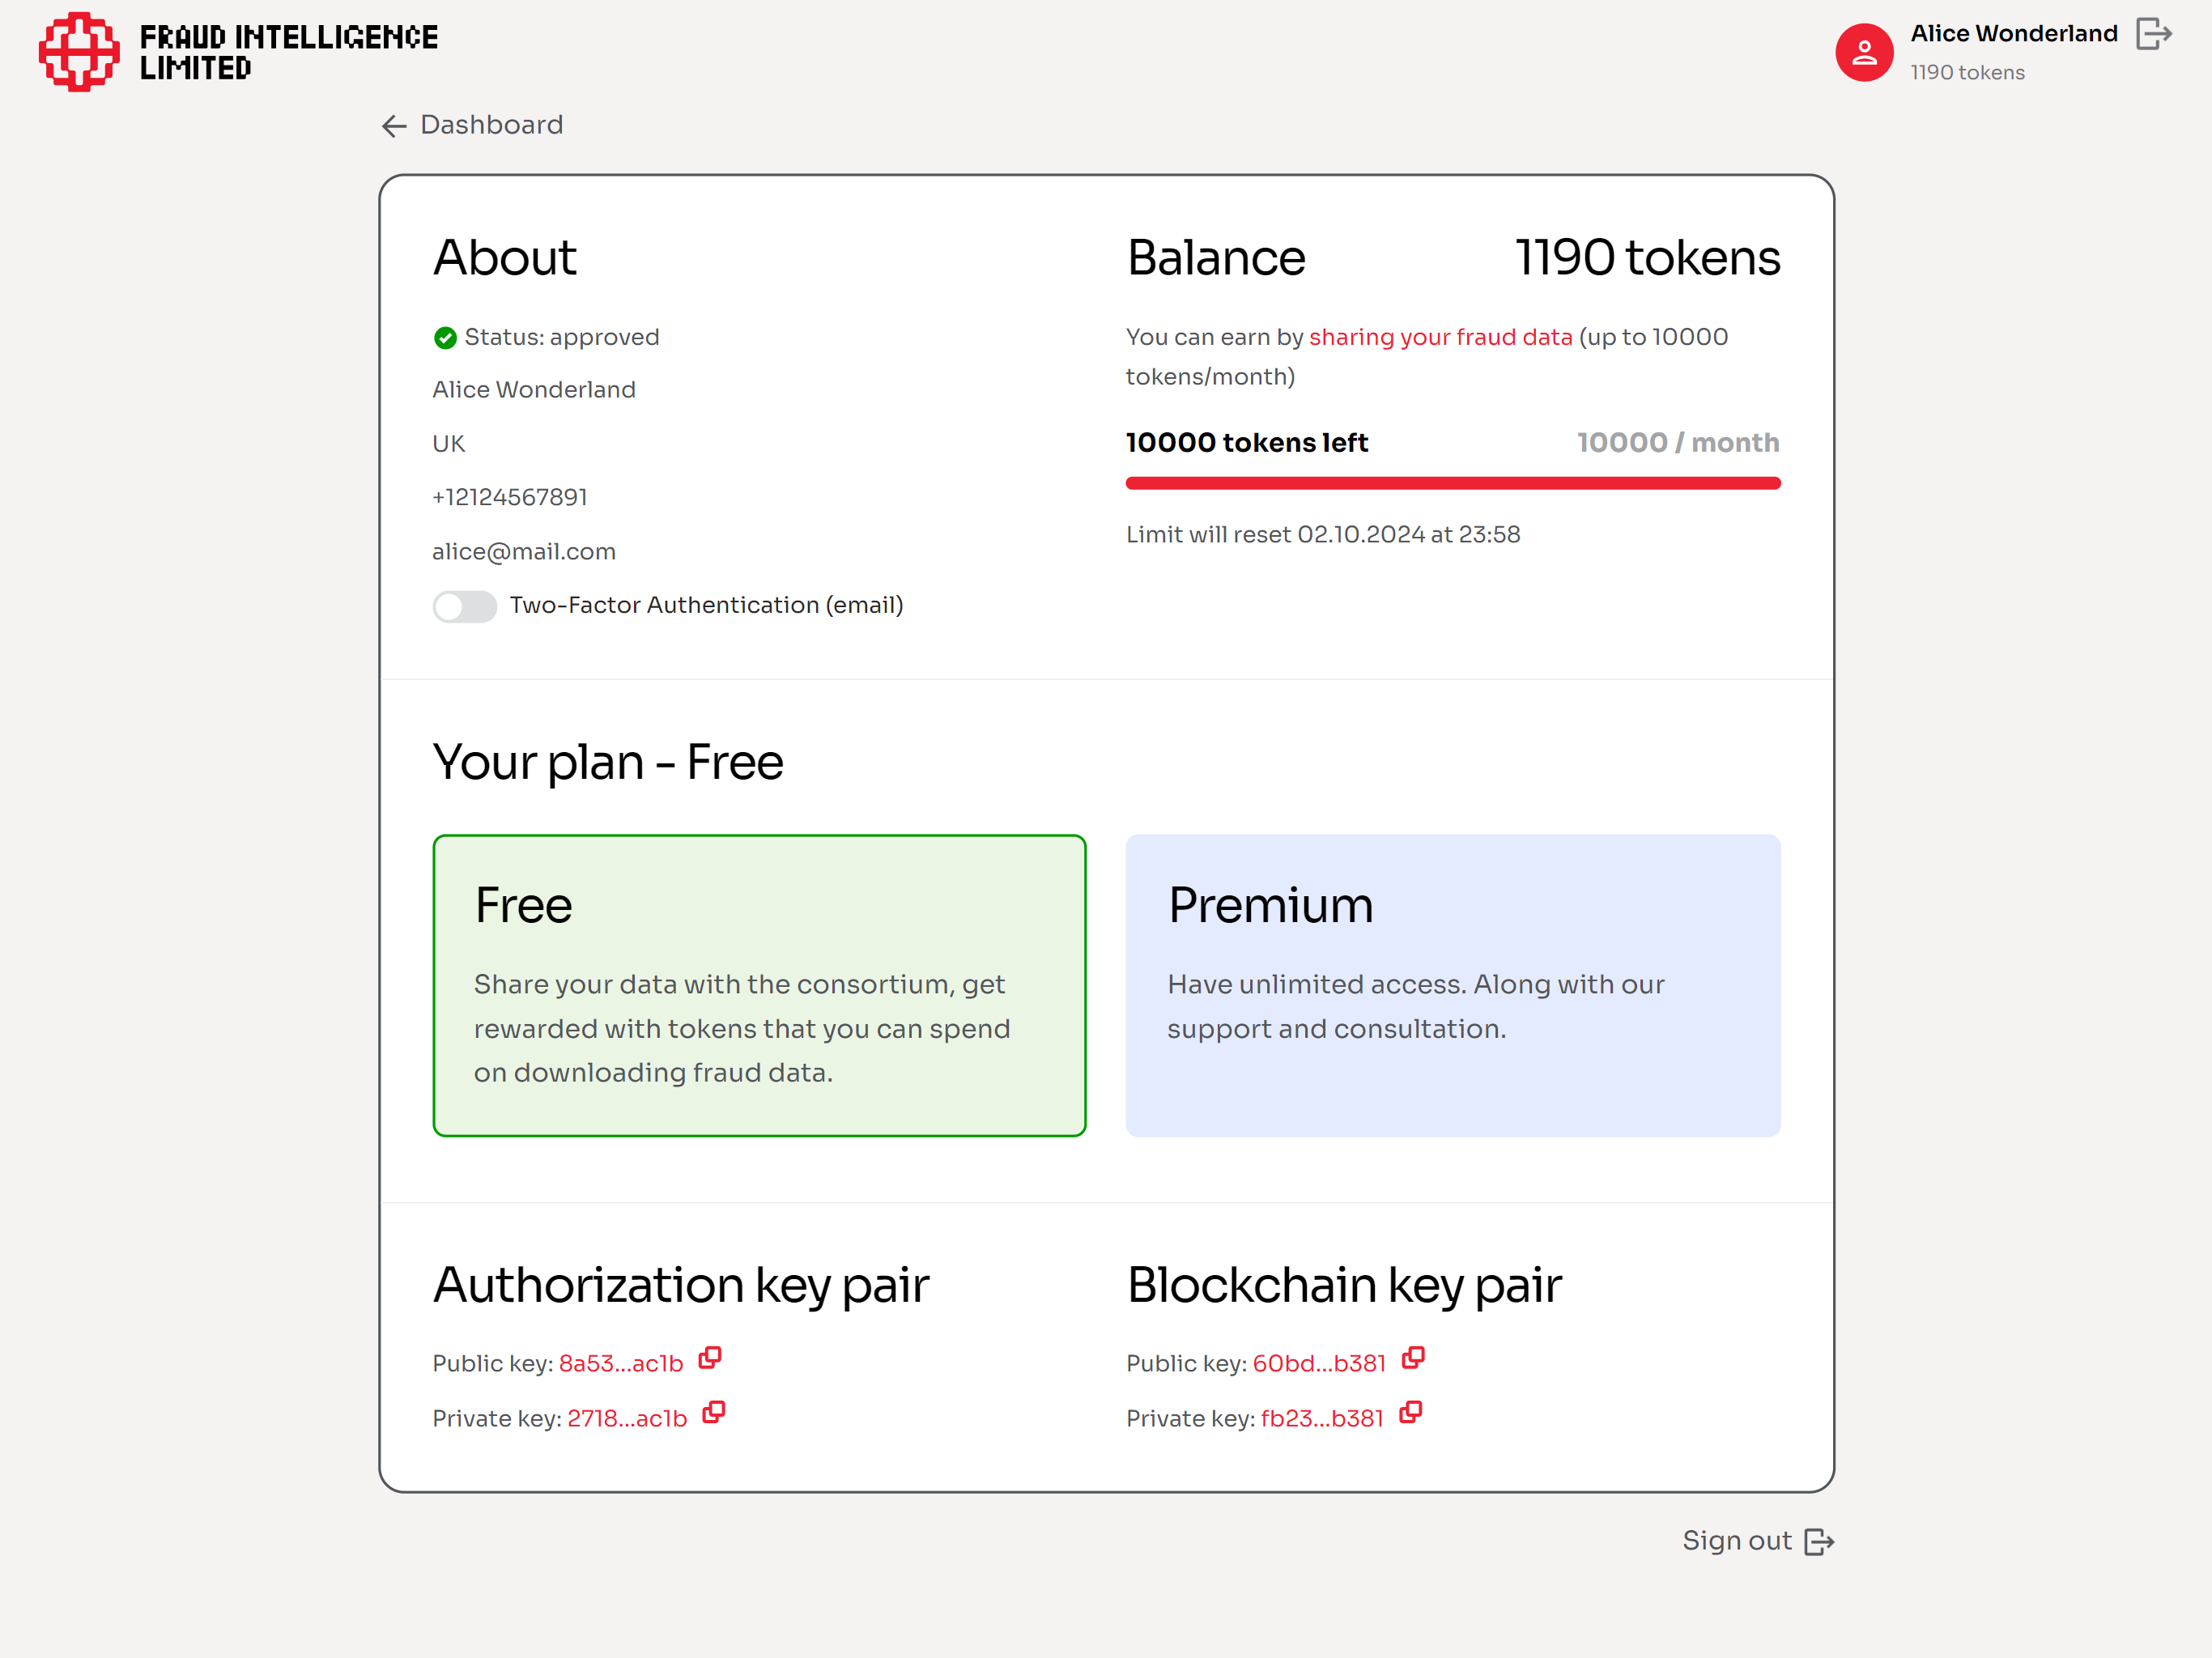 FRAUD INTELLIGENCE
LIMITED
Alice Wonderland
1190 tokens
Dashboard
About
Status: approved
Alice Wonderland
UK
+12124567891
alice@mail.com
Two-Factor Authentication (email)
Balance 1190 tokens
You can earn by sharing your fraud data (up to 10000
tokens/month)
10000 tokens left 10000 / month
Limit will reset 02.10.2024 at 23:58
Your plan - Free
Free
Share your data with the consortium, get
rewarded with tokens that you can spend
on downloading fraud data.
Premium
Have unlimited access. Along with our
support and consultation.
Authorization key pair
Public key: 8a53...ac1b
Private key: 2718...ac1b
Blockchain key pair
Public key: 60bd...b381
Private key: fb23...b381
Sign out